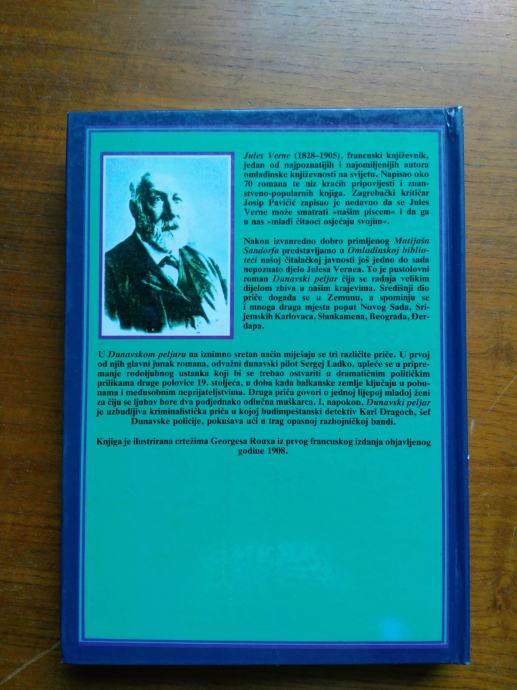 Jules Verne (1828–1905), francuski književnik,
jedan od najpoznatijih i najomiljenijih autora
omladinske književnosti na svijetu. Napisao oko
70 romana te niz kraćih pripovijesti i znan-
stveno-popularnih knjiga. Zagrebački kritičar
Josip Pavičić zapisao je nedavno da se Jules
Verne može smatrati »našim piscem« i da ga
u nas »mladi čitaoci osjećaju svojim«.
Nakon izvanredno dobro primljenog Matijaša
Sandorfa predstavljamo u Omladinskoj biblio-
teci našoj čitalačkoj javnosti još jedno do sada
nepoznato djelo Julesa Vernea. To je pustolovni
roman Dunavski peljar čija se radnja velikim
dijelom zbiva u našim krajevima. Središnji dio
priče događa se u Zemunu, a spominju se
i mnoga druga mjesta poput Novog Sada, Sri-
jemskih Karlovaca, Slankamena, Beograda, Đer-
dapa.
U Dunavskom peljaru na iznimno sretan način miješaju se tri različite priče. U prvoj
od njih glavni junak romana, odvažni dunavski pilot Sergej Ladko, upleće se u pripre-
manje rodoljubnog ustanka koji bi se trebao ostvariti u dramatičnim političkim
prilikama druge polovice 19. stoljeća, u doba kada balkanske zemlje ključaju u pobu-
nama i međusobnim neprijateljstvima. Druga priča govori o jednoj lijepoj mladoj ženi
za čija se ljubav bore dva podjednako odlučna muškarca. I, napokon, Dunavski peljar
je uzbudljiva kriminalistička priča u kojoj budimpeštanski detektiv Karl Dragoch, šef
Dunavske policije, pokušava ući u trag opasnoj razbojničkoj bandi.
Knjiga je ilustrirana crtežima Georgesa Rouxa iz prvog francuskog izdanja objavljenog
godine 1908.